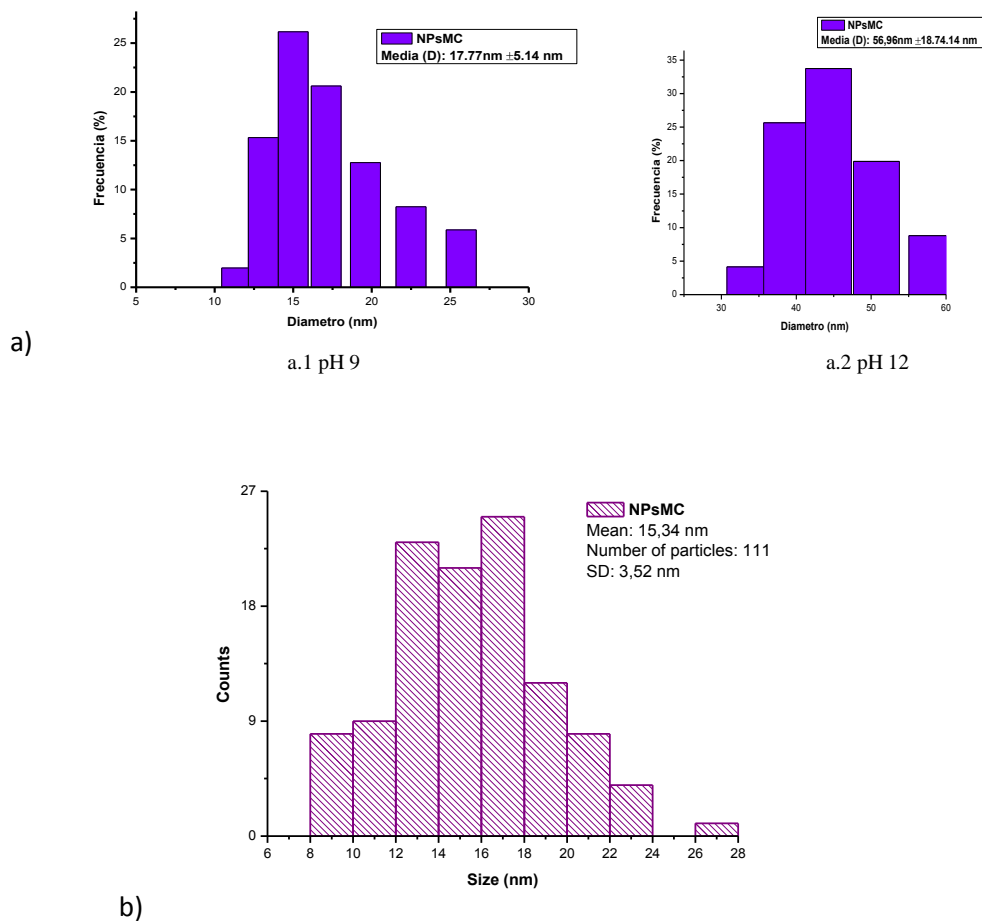 NPsMC
Media (D): 17.77nm ±5.14 nm
Frecuencia (%)
25
20
15
10
5
0
5 10 15 20 25 30
Diametro (nm)
NPsMC
Media (D): 56,96nm ±18.74.14 nm
Frecuencia (%)
35
30
25
20
15
10
5
0
30 40 50 60
Diametro (nm)
a)
a.1 pH 9
a.2 pH 12
NPsMC
Mean: 15,34 nm
Number of particles: 111
SD: 3,52 nm
Counts
27
18
9
0
6 8 10 12 14 16 18 20 22 24 26 28
Size (nm)
b)